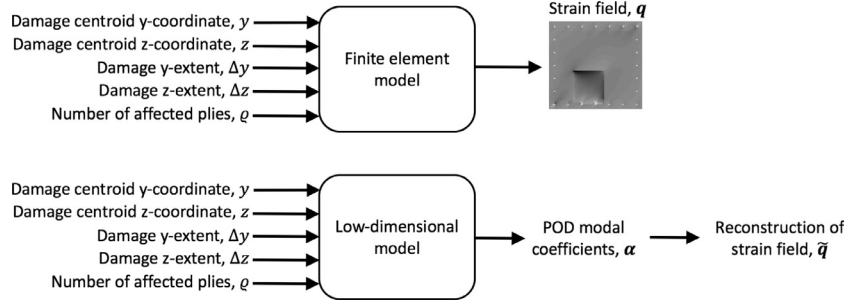 Strain field, q
Damage centroid y-coordinate, y
Damage centroid z-coordinate, z
Damage y-extent, Δy
Damage z-extent, Δz
Number of affected plies, ϱ
Finite element
model
Damage centroid y-coordinate, y
Damage centroid z-coordinate, z
Damage y-extent, Δy
Damage z-extent, Δz
Number of affected plies, ϱ
Low-dimensional
model
POD modal
coefficients, α
Reconstruction of
strain field, q̃